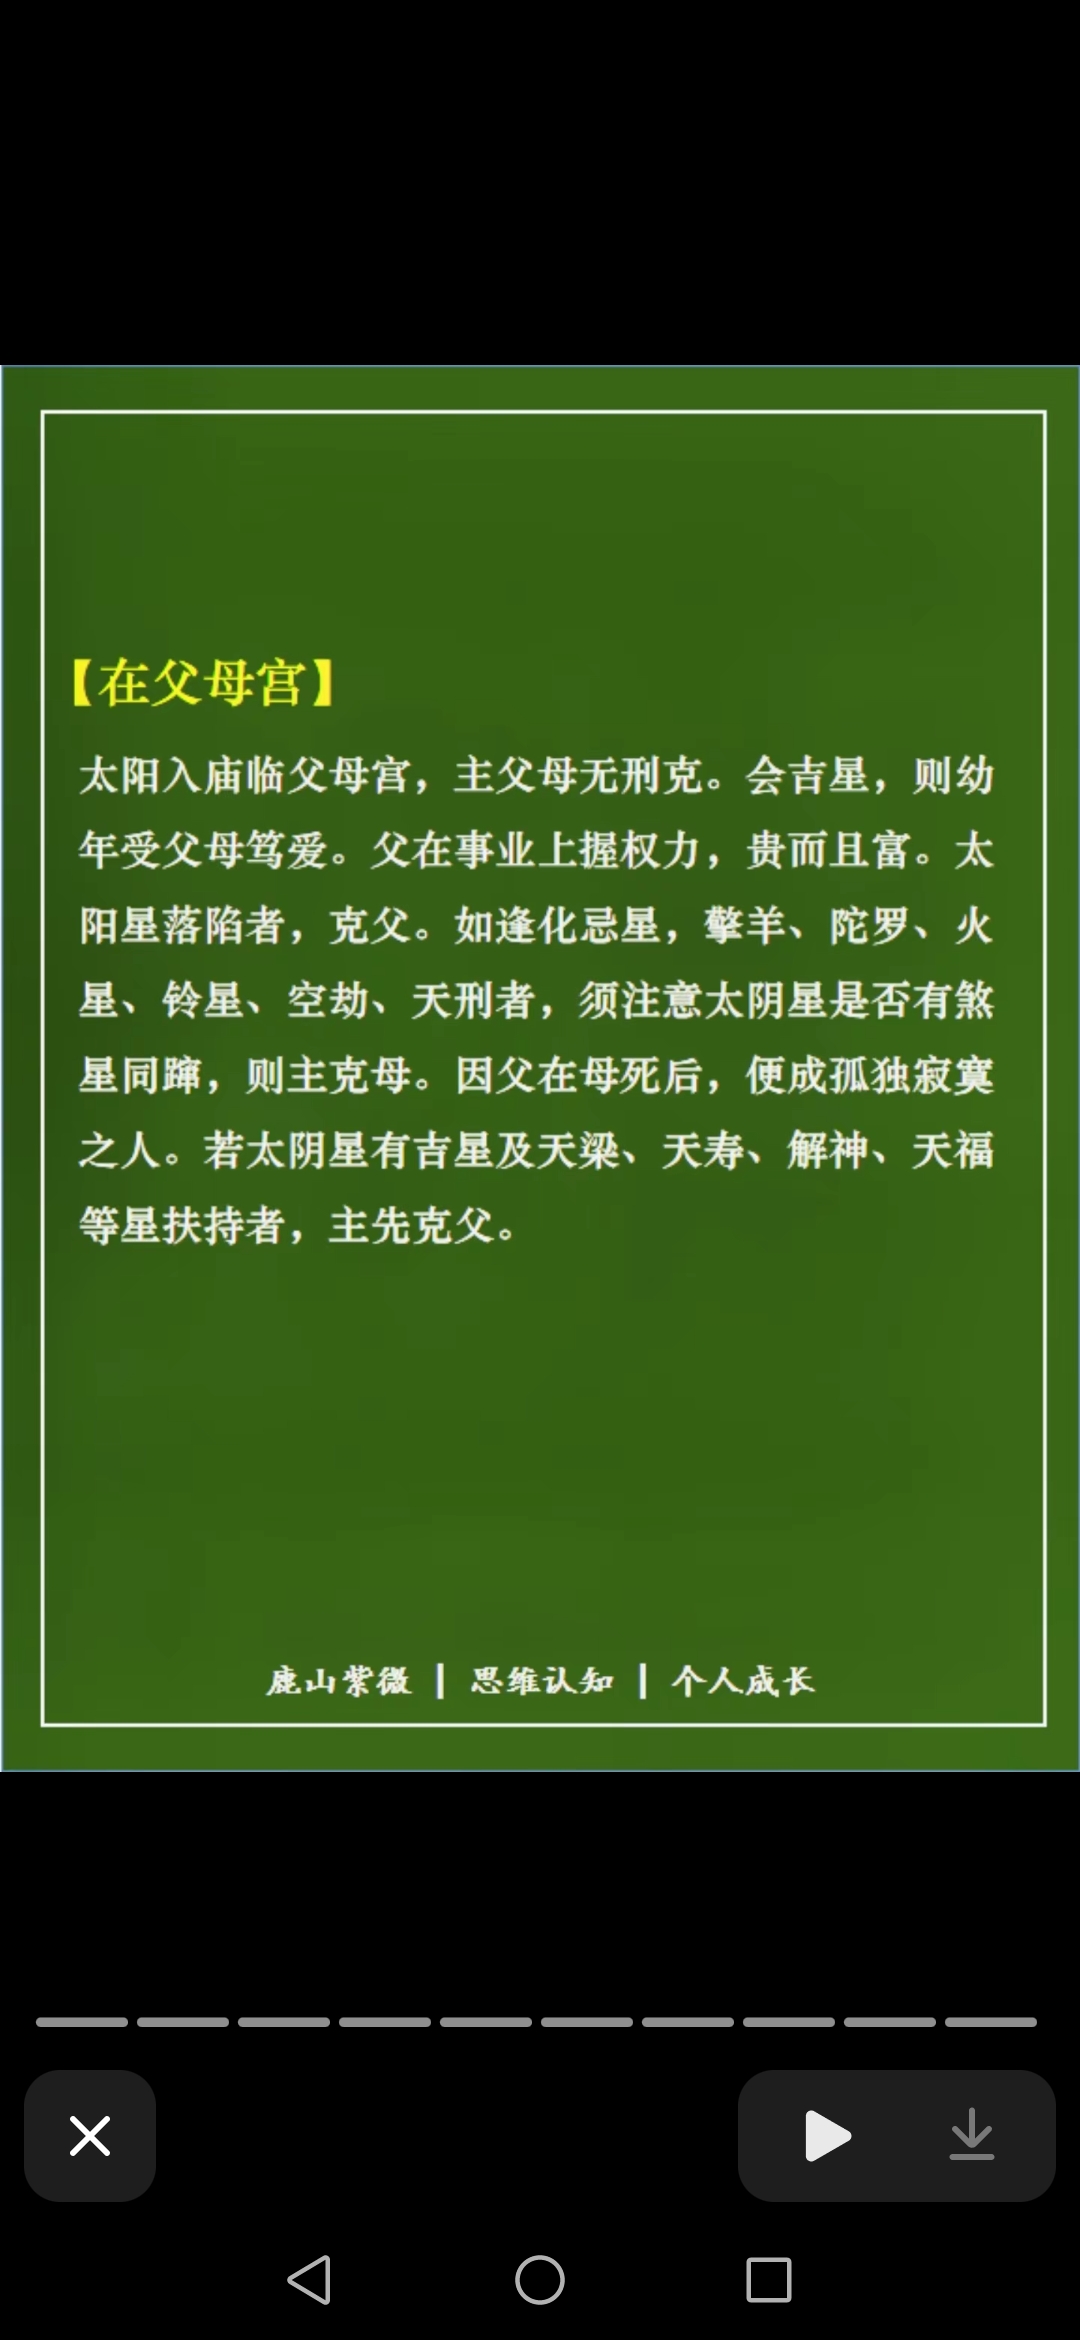 【在父母宫】
太阳入庙临父母宫，主父母无刑克。会吉星，则幼
年受父母笃爱。父在事业上握权力，贵而且富。太
阳星落陷者，克父。如逢化忌星，擎羊、陀罗、火
星、铃星、空劫、天刑者，须注意太阴星是否有煞
星同躔，则主克母。因父在母死后，便成孤独寂寞
之人。若太阴星有吉星及天梁、天寿、解神、天福
等星扶持者，主先克父。
鹿山紫微 | 思维认知 | 个人成长